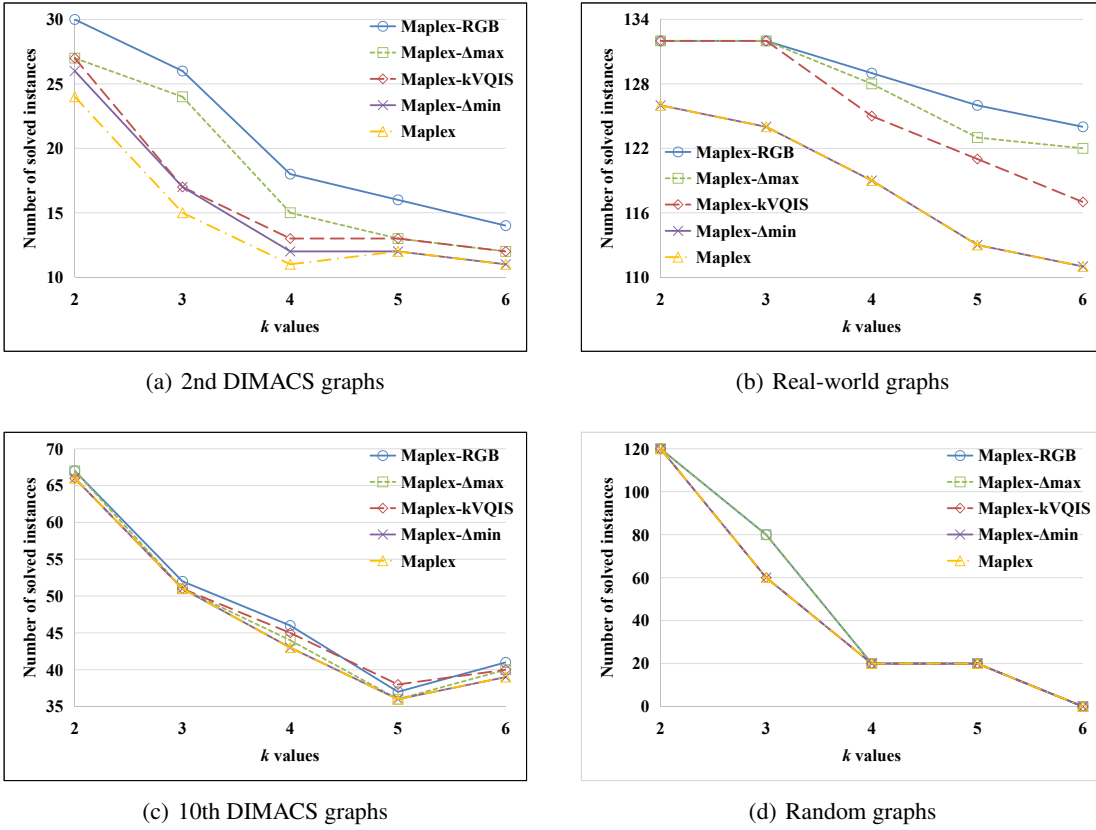 30
25
20
15
10
Number of solved instances
Maplex-RGB
Maplex-Δmax
Maplex-kVQIS
Maplex-Δmin
Maplex
2 3 4 5 6
k values
(a) 2nd DIMACS graphs
134
128
122
116
110
Number of solved instances
Maplex-RGB
Maplex-Δmax
Maplex-kVQIS
Maplex-Δmin
Maplex
2 3 4 5 6
k values
(b) Real-world graphs
70
65
60
55
50
45
40
35
Number of solved instances
Maplex-RGB
Maplex-Δmax
Maplex-kVQIS
Maplex-Δmin
Maplex
2 3 4 5 6
k values
(c) 10th DIMACS graphs
120
100
80
60
40
20
0
Number of solved instances
Maplex-RGB
Maplex-Δmax
Maplex-kVQIS
Maplex-Δmin
Maplex
2 3 4 5 6
k values
(d) Random graphs